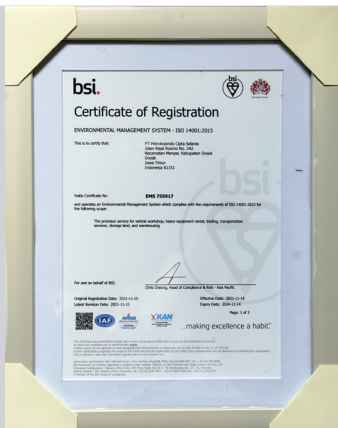 bsi.
bsi
Certificate of Registration
ENVIRONMENTAL MANAGEMENT SYSTEM - ISO 14001:2015
This is to certify that:
PT Petrokopindo Cipta Selaras
Jalan Raya Roomo No. 242
Kecamatan Manyar, Kabupaten Gresik
Gresik
Jawa Timur
Indonesia 61151
Holds Certificate No:
EMS 755917
and operates an Environmental Management System which complies with the requirements of ISO 14001:2015 for
the following scope:
The provision service for vehicle workshop, heavy equipment rental, trading, transportation
services, storage land, and warehousing
bsi
For and on behalf of BSI:
Chris Cheung, Head of Compliance & Risk - Asia Pacific
Original Registration Date: 2021-11-15
Effective Date: 2021-11-15
Latest Revision Date: 2021-11-15
Expiry Date: 2024-11-14
Page: 1 of 2
IAF
ANAB
KAN
...making excellence a habit.